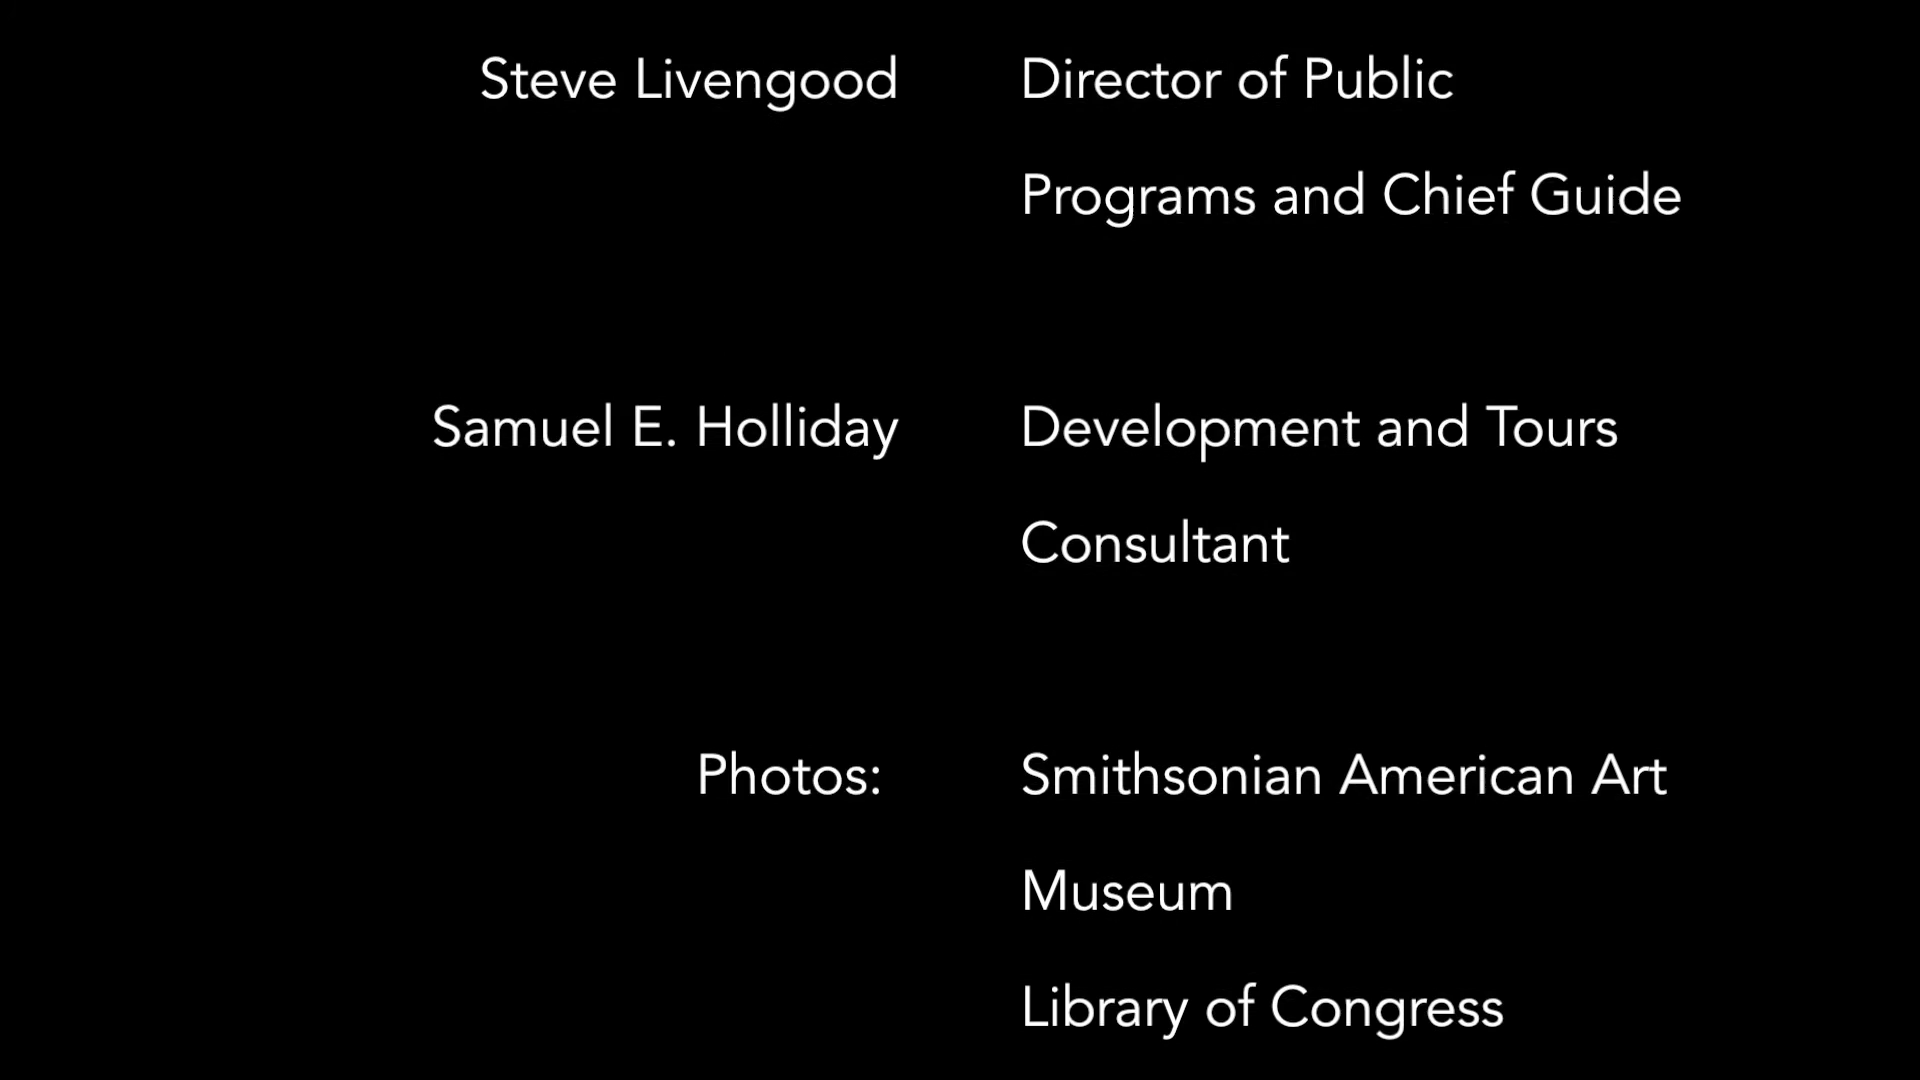 Steve Livengood Director of Public
Programs and Chief Guide
Samuel E. Holliday Development and Tours
Consultant
Photos: Smithsonian American Art
Museum
Library of Congress